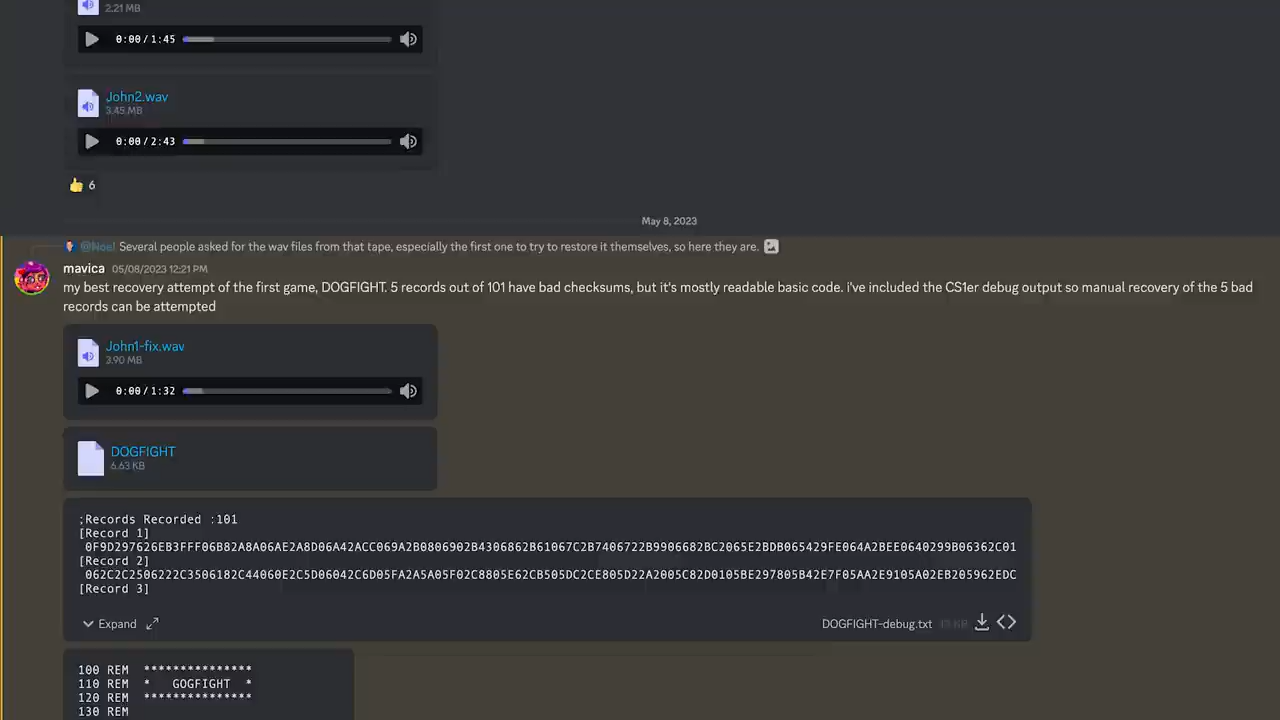 2.21 MB
0:00 / 1:45
John2.wav
3.45 MB
0:00 / 2:43
6
May 8, 2023
@Noel Several people asked for the wav files from that tape, especially the first one to try to restore it themselves, so here they are.
mavica 05/08/2023 12:21 PM
my best recovery attempt of the first game, DOGFIGHT. 5 records out of 101 have bad checksums, but it's mostly readable basic code. i've included the CS1er debug output so manual recovery of the 5 bad
records can be attempted
John1-fix.wav
3.90 MB
0:00 / 1:32
DOGFIGHT
6.63 KB
;Records Recorded :101
[Record 1]
0F9D297626EB3FFF06B82A8A06AE2A8D06A42ACC069A2B0806902B4306862B61067C2B7406722B9906682BC2065E2BDB065429FE064A2BEE0640299B06362C01
[Record 2]
062C2C2506222C3506182C44060E2C5D06042C6D05FA2A5A05F02C8805E62CB505DC2CE805D22A2005C82D0105BE297805B42E7F05AA2E9105A02EB205962EDC
[Record 3]
Expand
DOGFIGHT-debug.txt
100 REM ***************
110 REM * GOGFIGHT *
120 REM ***************
130 REM